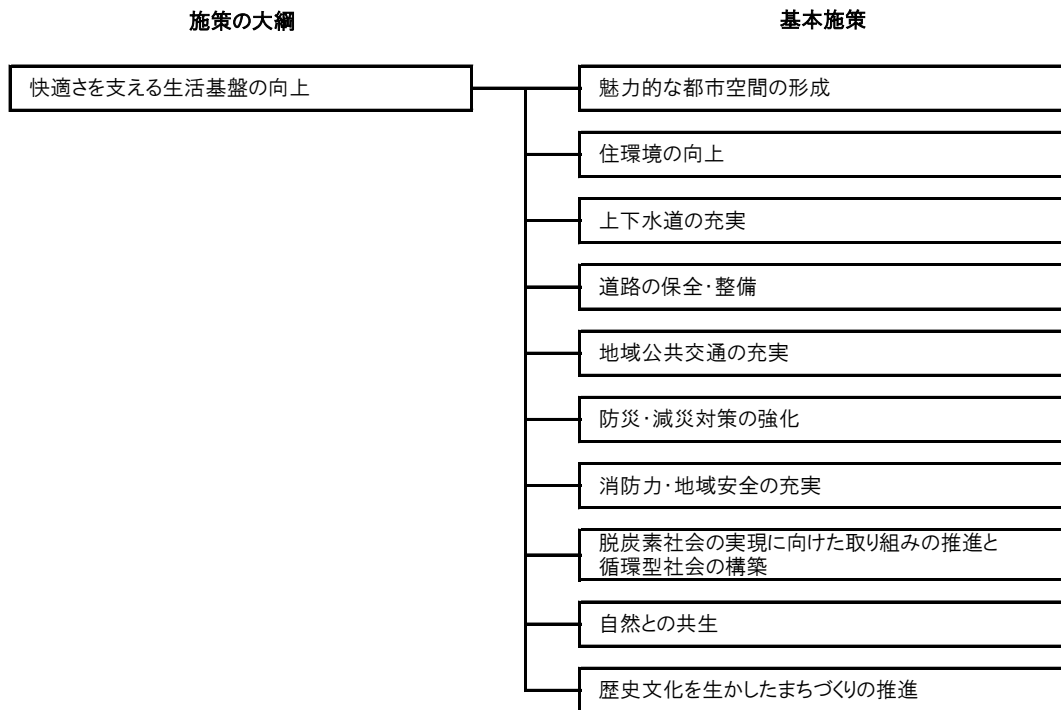 施策の大綱
基本施策
快適さを支える生活基盤の向上
魅力的な都市空間の形成
住環境の向上
上下水道の充実
道路の保全・整備
地域公共交通の充実
防災・減災対策の強化
消防力・地域安全の充実
脱炭素社会の実現に向けた取り組みの推進と
循環型社会の構築
自然との共生
歴史文化を生かしたまちづくりの推進